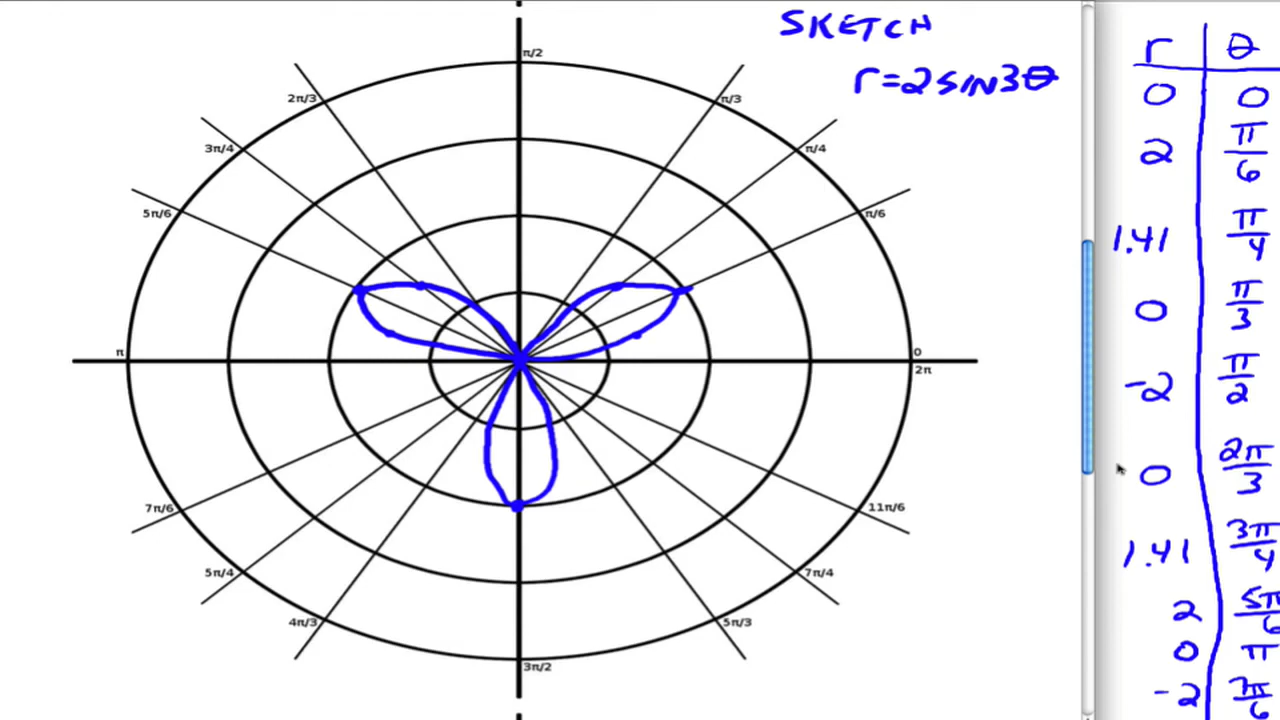 SKETCH
r=2sin3θ
π/2
2π/3
π/3
3π/4
π/4
5π/6
π/6
π
0
2π
7π/6
11π/6
5π/4
7π/4
4π/3
5π/3
3π/2
r θ
0 0
2 π/6
1.41 π/4
0 π/3
-2 π/2
0 2π/3
1.41 3π/4
2 5π/6
0 π
-2 7π/6